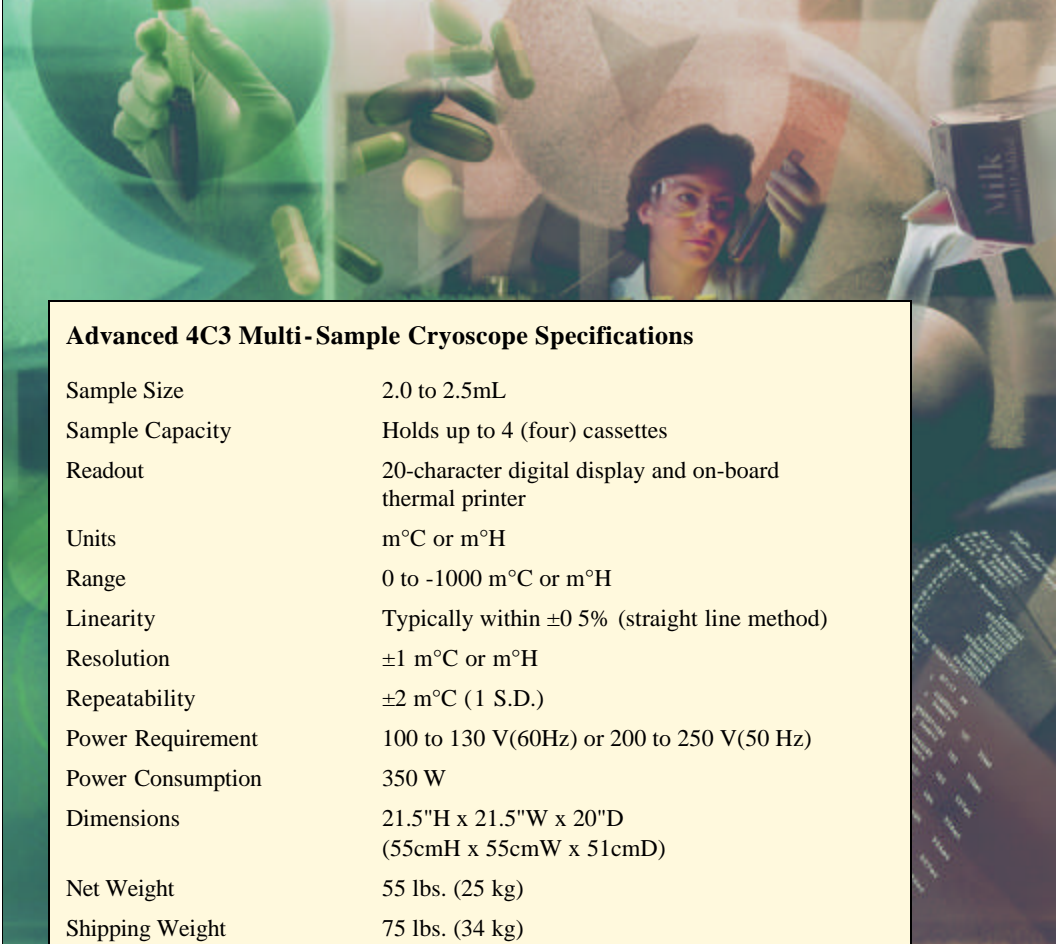 Milk
Advanced 4C3 Multi-Sample Cryoscope Specifications
Sample Size 2.0 to 2.5mL
Sample Capacity Holds up to 4 (four) cassettes
Readout 20-character digital display and on-board
thermal printer
Units m°C or m°H
Range 0 to -1000 m°C or m°H
Linearity Typically within ±0 5% (straight line method)
Resolution ±1 m°C or m°H
Repeatability ±2 m°C (1 S.D.)
Power Requirement 100 to 130 V(60Hz) or 200 to 250 V(50 Hz)
Power Consumption 350 W
Dimensions 21.5"H x 21.5"W x 20"D
(55cmH x 55cmW x 51cmD)
Net Weight 55 lbs. (25 kg)
Shipping Weight 75 lbs. (34 kg)